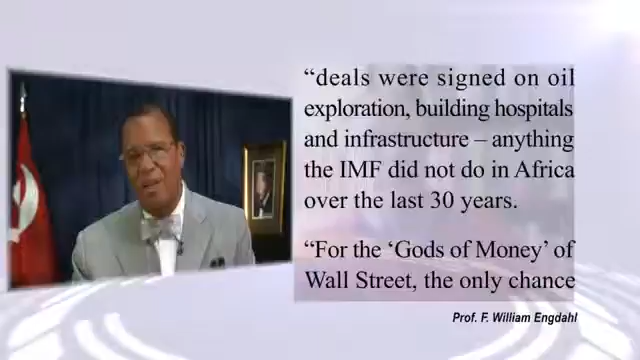 “deals were signed on oil
exploration, building hospitals
and infrastructure – anything
the IMF did not do in Africa
over the last 30 years.
“For the ‘Gods of Money’ of
Wall Street, the only chance
Prof. F. William Engdahl